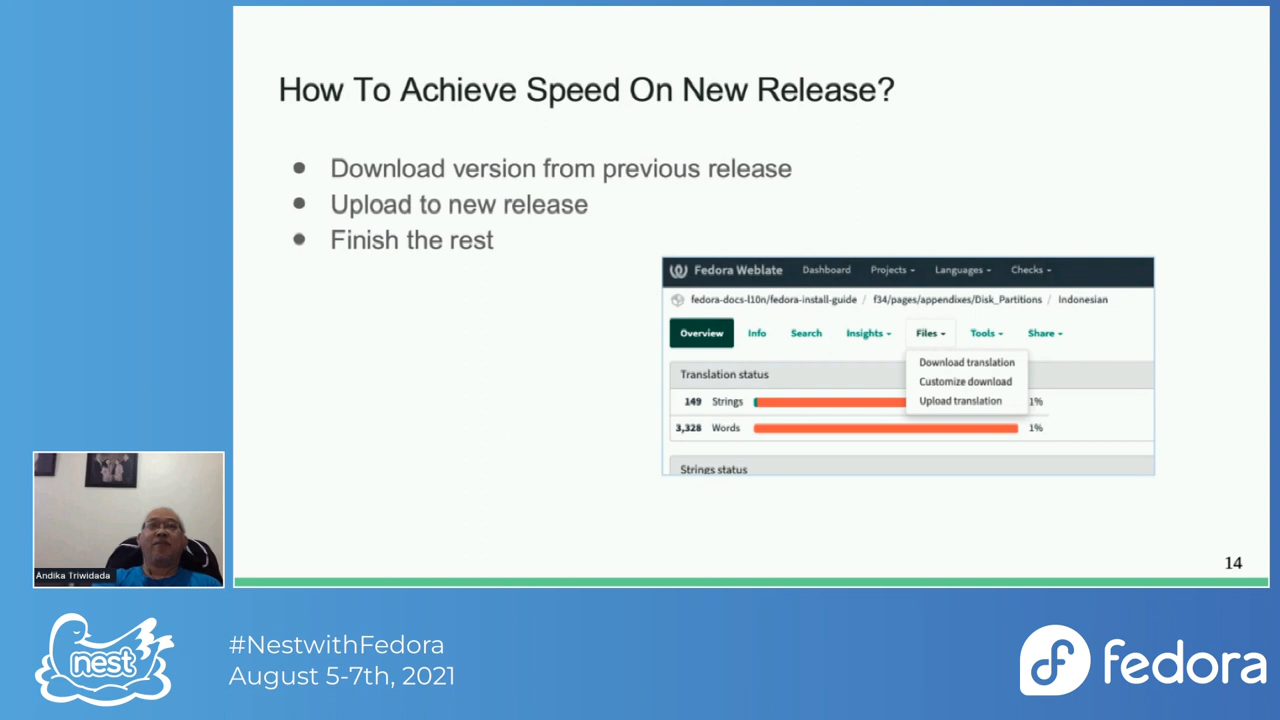 How To Achieve Speed On New Release?
● Download version from previous release
● Upload to new release
● Finish the rest
Fedora Weblate Dashboard Projects Languages Checks
fedora-docs-l10n/fedora-install-guide / f34/pages/appendixes/Disk_Partitions / Indonesian
Overview Info Search Insights Files Tools Share
Download translation
Customize download
Upload translation
Translation status
149 Strings 1%
3,328 Words 1%
Strings status
14
Andika Triwidada
nest
#NestwithFedora
August 5-7th, 2021
fedora